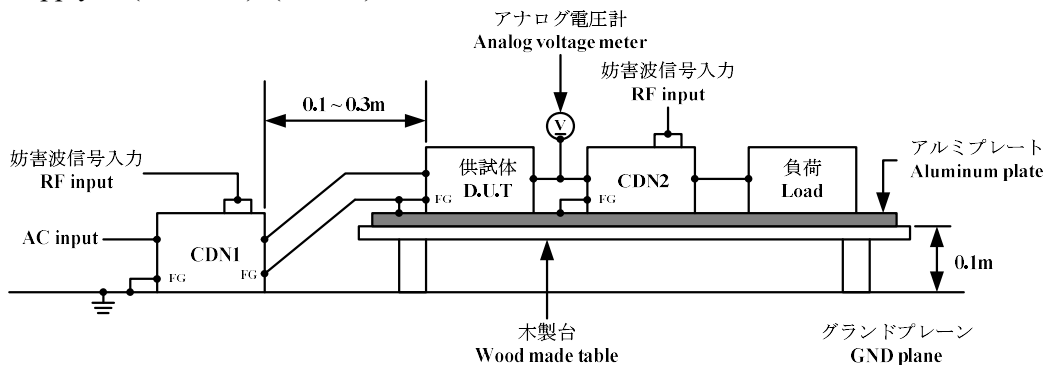 アナログ電圧計
Analog voltage meter
妨害波信号入力
RF input
0.1 ~ 0.3m
V
妨害波信号入力
RF input
供試体
D.U.T
FG
CDN2
FG
負荷
Load
アルミプレート
Aluminum plate
AC input
CDN1
FG
FG
0.1m
木製台
Wood made table
グランドプレーン
GND plane